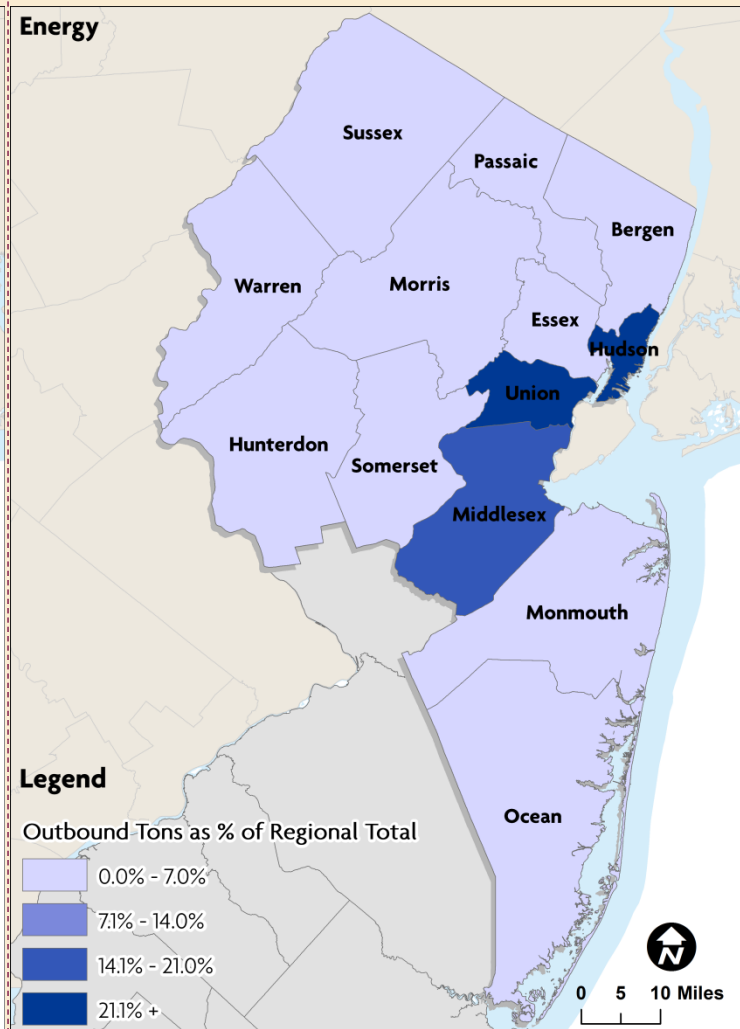 Energy
Sussex
Passaic
Bergen
Warren
Morris
Essex
Hudson
Union
Hunterdon
Somerset
Middlesex
Monmouth
Ocean
Legend
Outbound Tons as % of Regional Total
0.0% - 7.0%
7.1% - 14.0%
14.1% - 21.0%
21.1% +
N
0 5 10 Miles